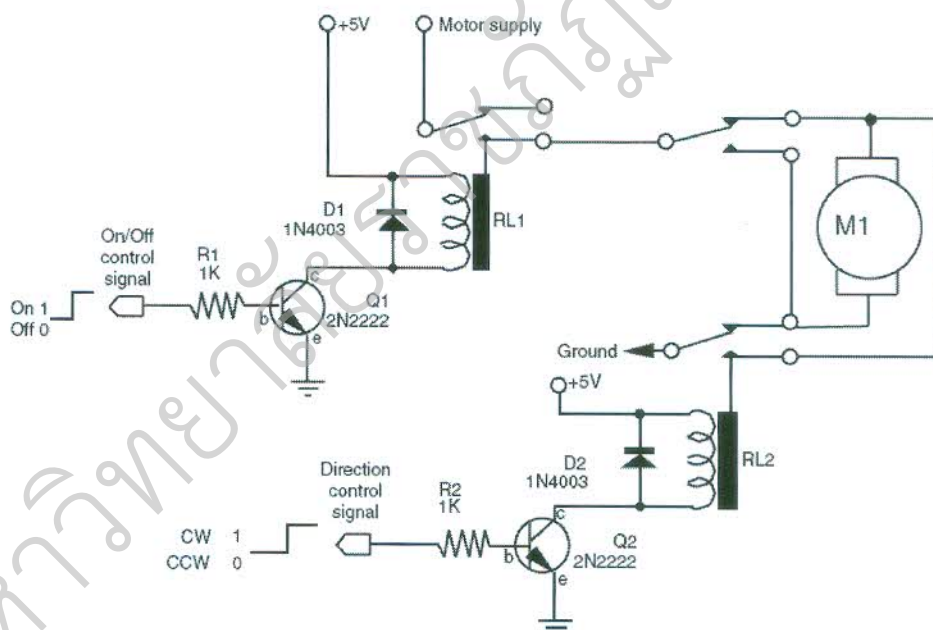 +5V
Motor supply
D1
1N4003
RL1
M1
On/Off
control
signal
R1
1K
On 1
Off 0
c
b
e
Q1
2N2222
Ground
+5V
D2
1N4003
RL2
Direction
control
signal
R2
1K
CW 1
CCW 0
c
b
e
Q2
2N2222